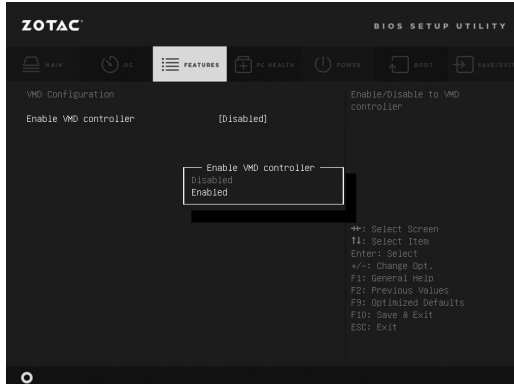 ZOTAC
BIOS SETUP UTILITY
MAIN
OC
FEATURES
PC HEALTH
POWER
BOOT
SAVE/EXIT
VMD Configuration
Enable VMD controller [Disabled]
Enable/Disable to VMD
controller
Enable VMD controller
Disabled
Enabled
→←: Select Screen
↑↓: Select Item
Enter: Select
+/-: Change Opt.
F1: General Help
F2: Previous Values
F9: Optimized Defaults
F10: Save & Exit
ESC: Exit